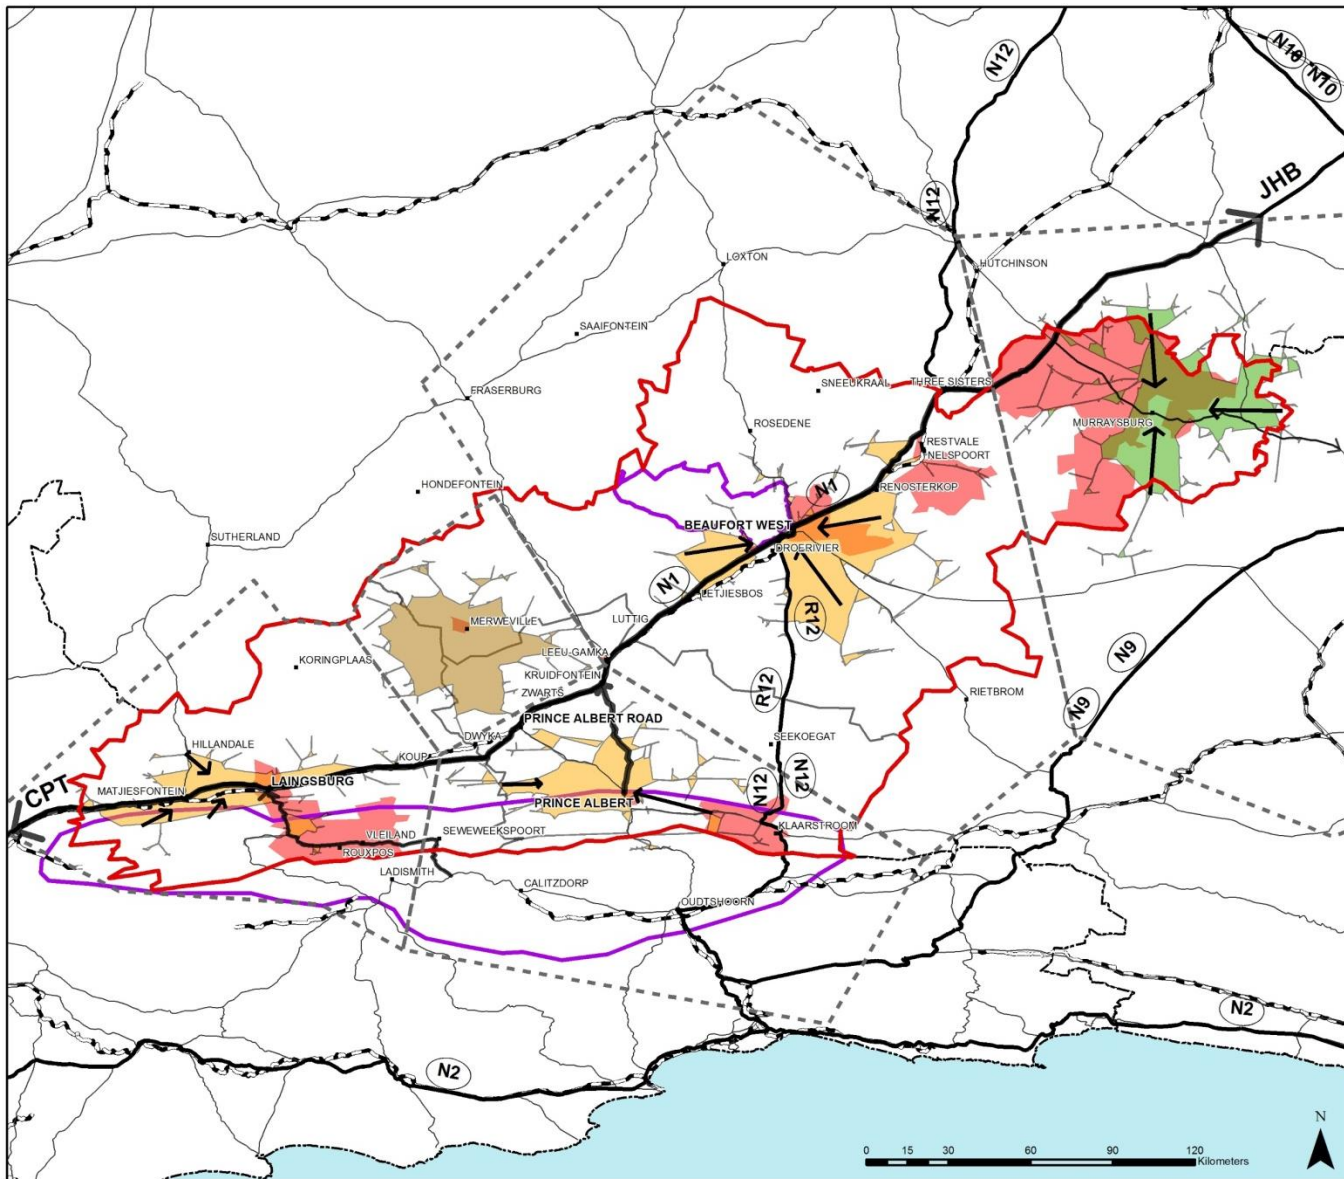 N12
N10
N10
JHB
N12
LOXTON
HUTCHINSON
SAAIFONTEIN
FRASERBURG
SNEEUKRAAL
THREE SISTERS
ROSEDENE
MURRAYSBURG
RESTVALE
NELSPOORT
HONDEFONTEIN
N1
RENOSTERKOP
SUTHERLAND
BEAUFORT WEST
DROERIVIER
N1
LETJIESBOS
R12
MERWEVILLE
LUTTIG
LEEU-GAMKA
KORINGPLAAS
KRUIDFONTEIN
ZWARTS
R12
N9
RIETBROM
N9
PRINCE ALBERT ROAD
HILLANDALE
DWYKA
KOUP
SEEKOEGAT
LAINGSBURG
N12
N12
CPT
MATJIESFONTEIN
PRINCE ALBERT
KLAARSTROOM
VLEILAND
SEWEWEEKSPOORT
ROUXPOS
LADISMITH
CALITZDORP
OUDTSHOORN
N2
N2
N
0 15 30 60 90 120
Kilometers